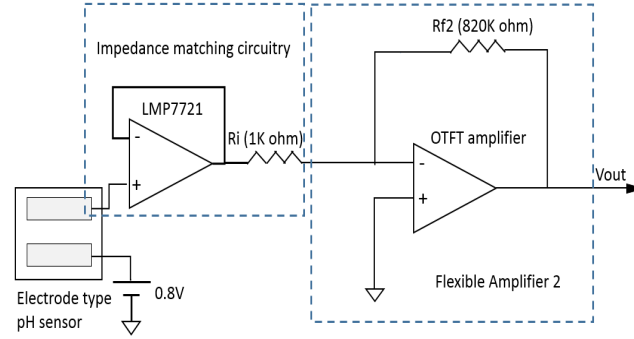 Rf2 (820K ohm)
Impedance matching circuitry
LMP7721
Ri (1K ohm)
OTFT amplifier
-
+
-
+
Vout
0.8V
Flexible Amplifier 2
Electrode type
pH sensor